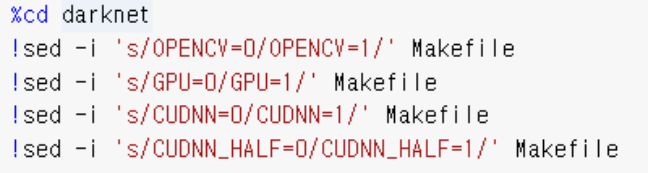 %cd darknet
!sed -i 's/OPENCV=0/OPENCV=1/' Makefile
!sed -i 's/GPU=0/GPU=1/' Makefile
!sed -i 's/CUDNN=0/CUDNN=1/' Makefile
!sed -i 's/CUDNN_HALF=0/CUDNN_HALF=1/' Makefile